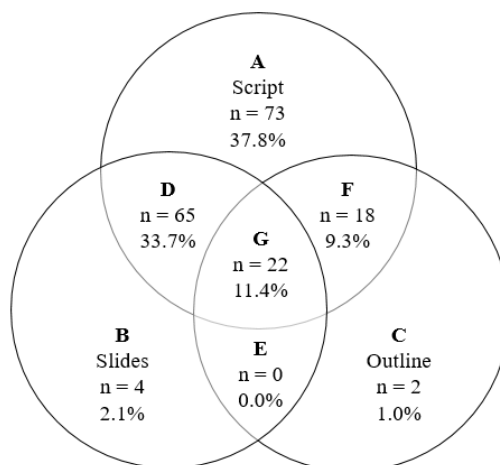 A
Script
n = 73
37.8%
D
n = 65
33.7%
F
n = 18
9.3%
G
n = 22
11.4%
B
Slides
n = 4
2.1%
E
n = 0
0.0%
C
Outline
n = 2
1.0%